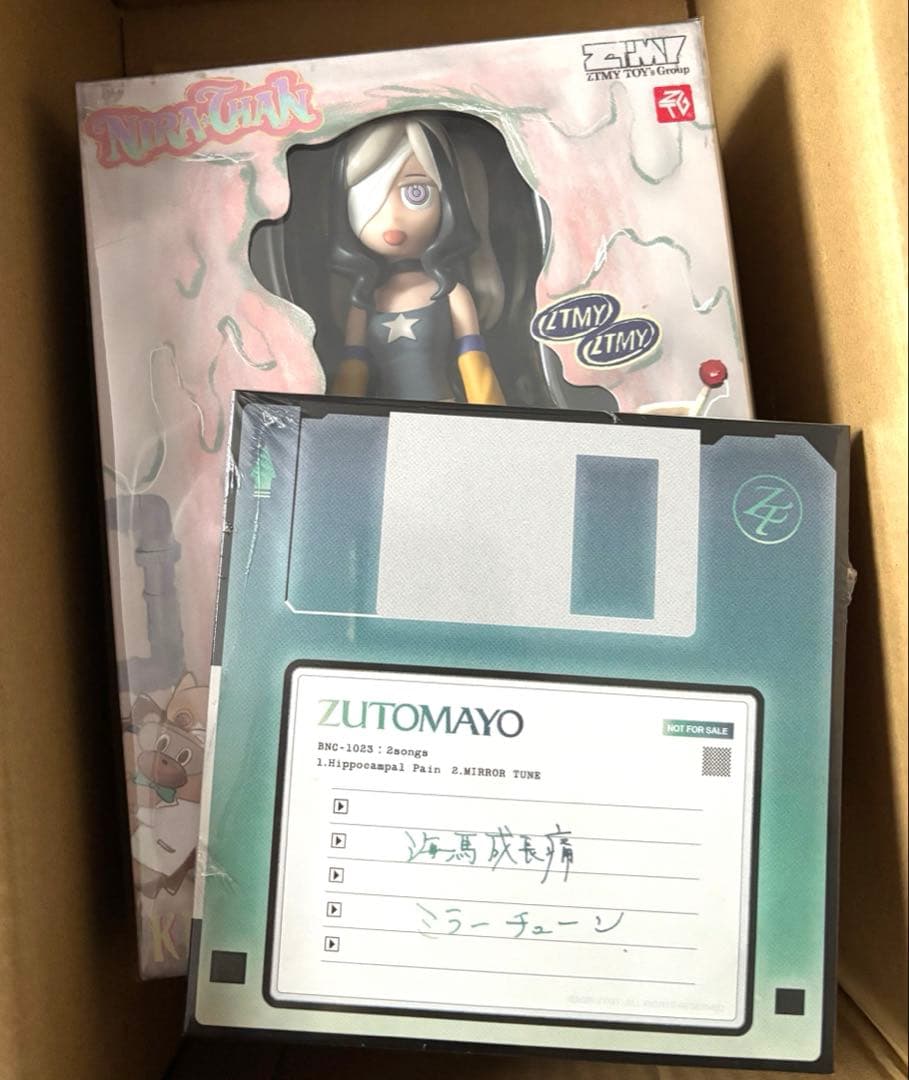 NIRA-CHAN
ZTMY
ZTMY TOY's Group
ZTMY
ZTMY
ZUTOMAYO
NOT FOR SALE
BNC-1023 : 2songs
1.Hippocampal Pain 2.MIRROR TUNE
海馬成長痛
ミラーチューン
K